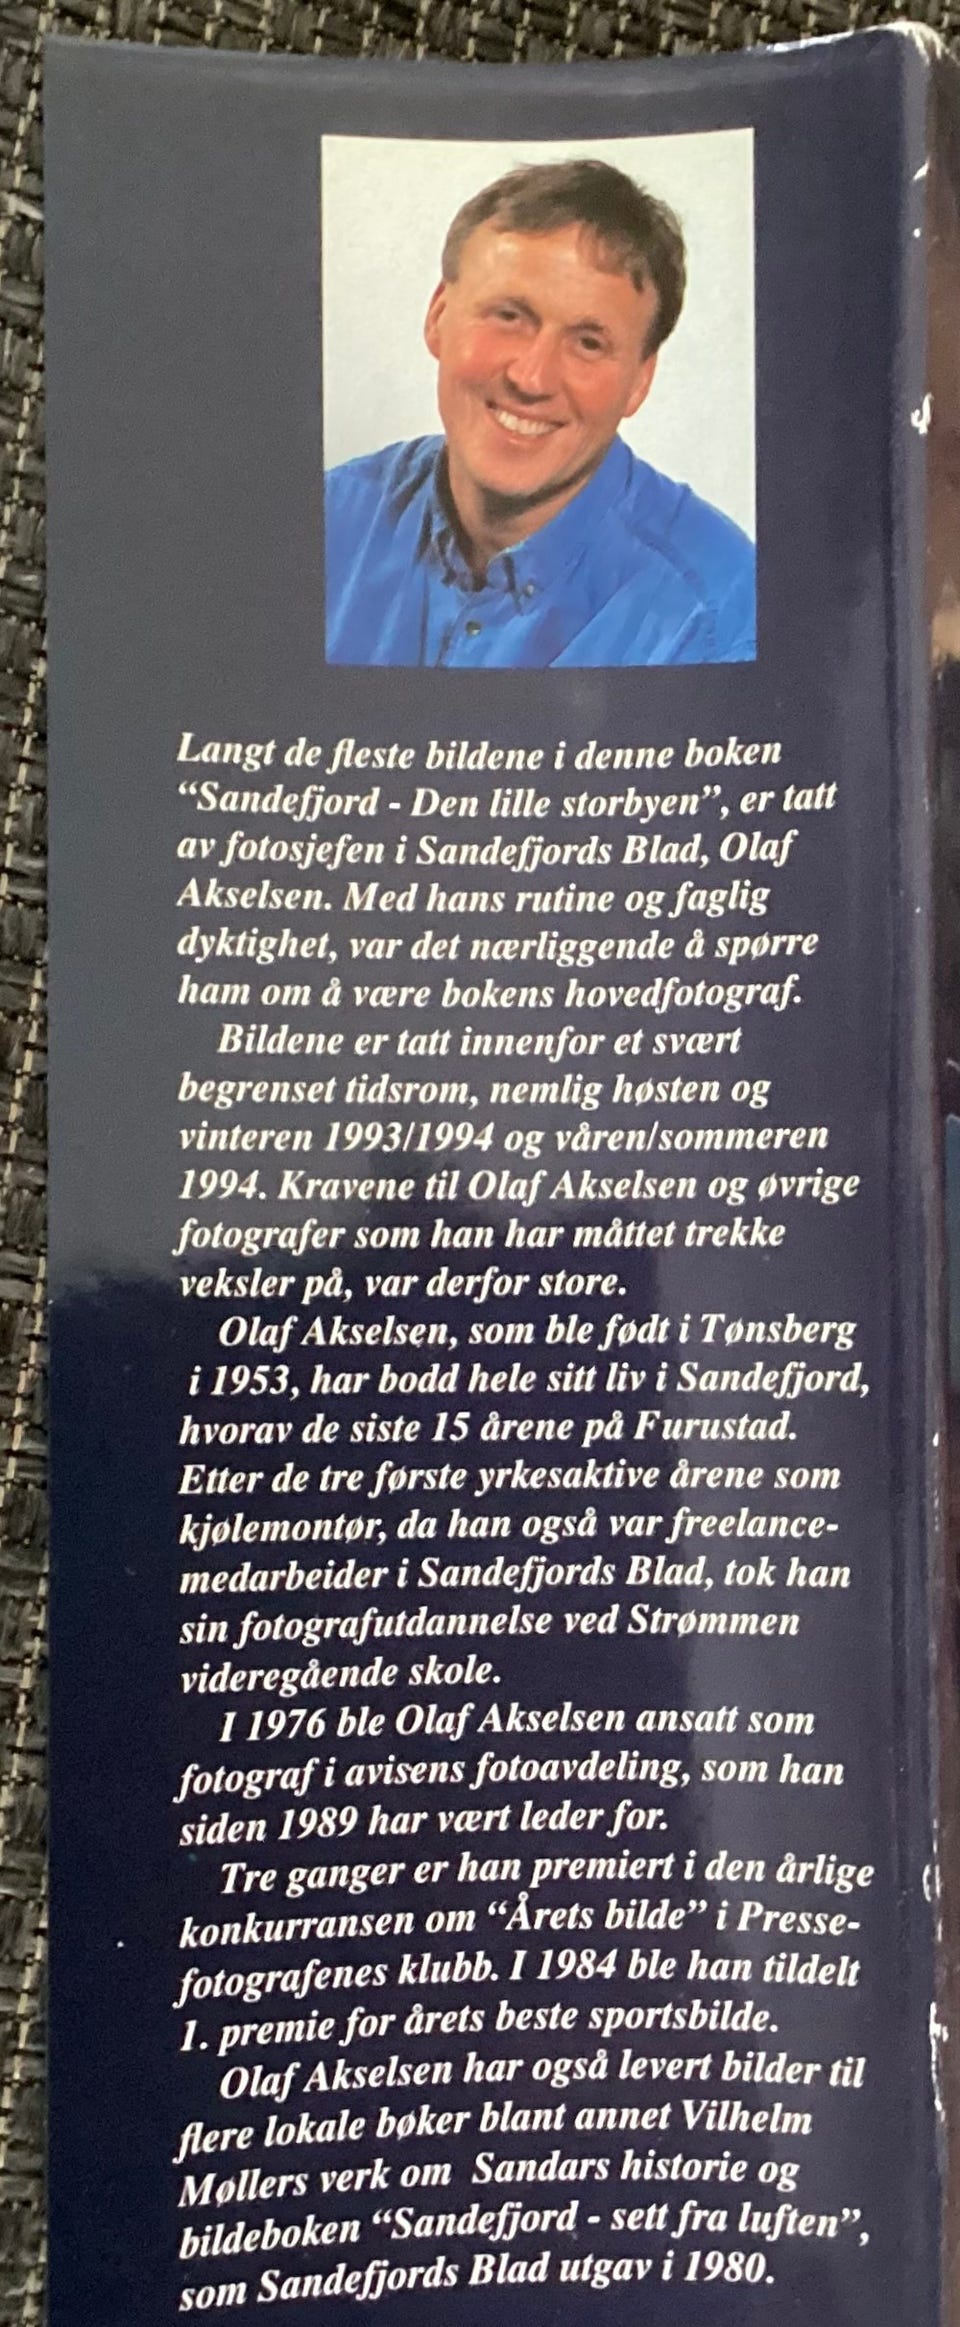 Langt de fleste bildene i denne boken
“Sandefjord - Den lille storbyen”, er tatt
av fotosjefen i Sandefjords Blad, Olaf
Akselsen. Med hans rutine og faglig
dyktighet, var det nærliggende å spørre
ham om å være bokens hovedfotograf.
Bildene er tatt innenfor et svært
begrenset tidsrom, nemlig høsten og
vinteren 1993/1994 og våren/sommeren
1994. Kravene til Olaf Akselsen og øvrige
fotografer som han har måttet trekke
veksler på, var derfor store.
Olaf Akselsen, som ble født i Tønsberg
i 1953, har bodd hele sitt liv i Sandefjord,
hvorav de siste 15 årene på Furustad.
Etter de tre første yrkesaktive årene som
kjølemontør, da han også var freelance-
medarbeider i Sandefjords Blad, tok han
sin fotografutdannelse ved Strømmen
videregående skole.
I 1976 ble Olaf Akselsen ansatt som
fotograf i avisens fotoavdeling, som han
siden 1989 har vært leder for.
Tre ganger er han premiert i den årlige
konkurransen om “Årets bilde” i Presse-
fotografenes klubb. I 1984 ble han tildelt
1. premie for årets beste sportsbilde.
Olaf Akselsen har også levert bilder til
flere lokale bøker blant annet Vilhelm
Møllers verk om Sandars historie og
bildeboken “Sandefjord - sett fra luften”,
som Sandefjords Blad utgav i 1980.